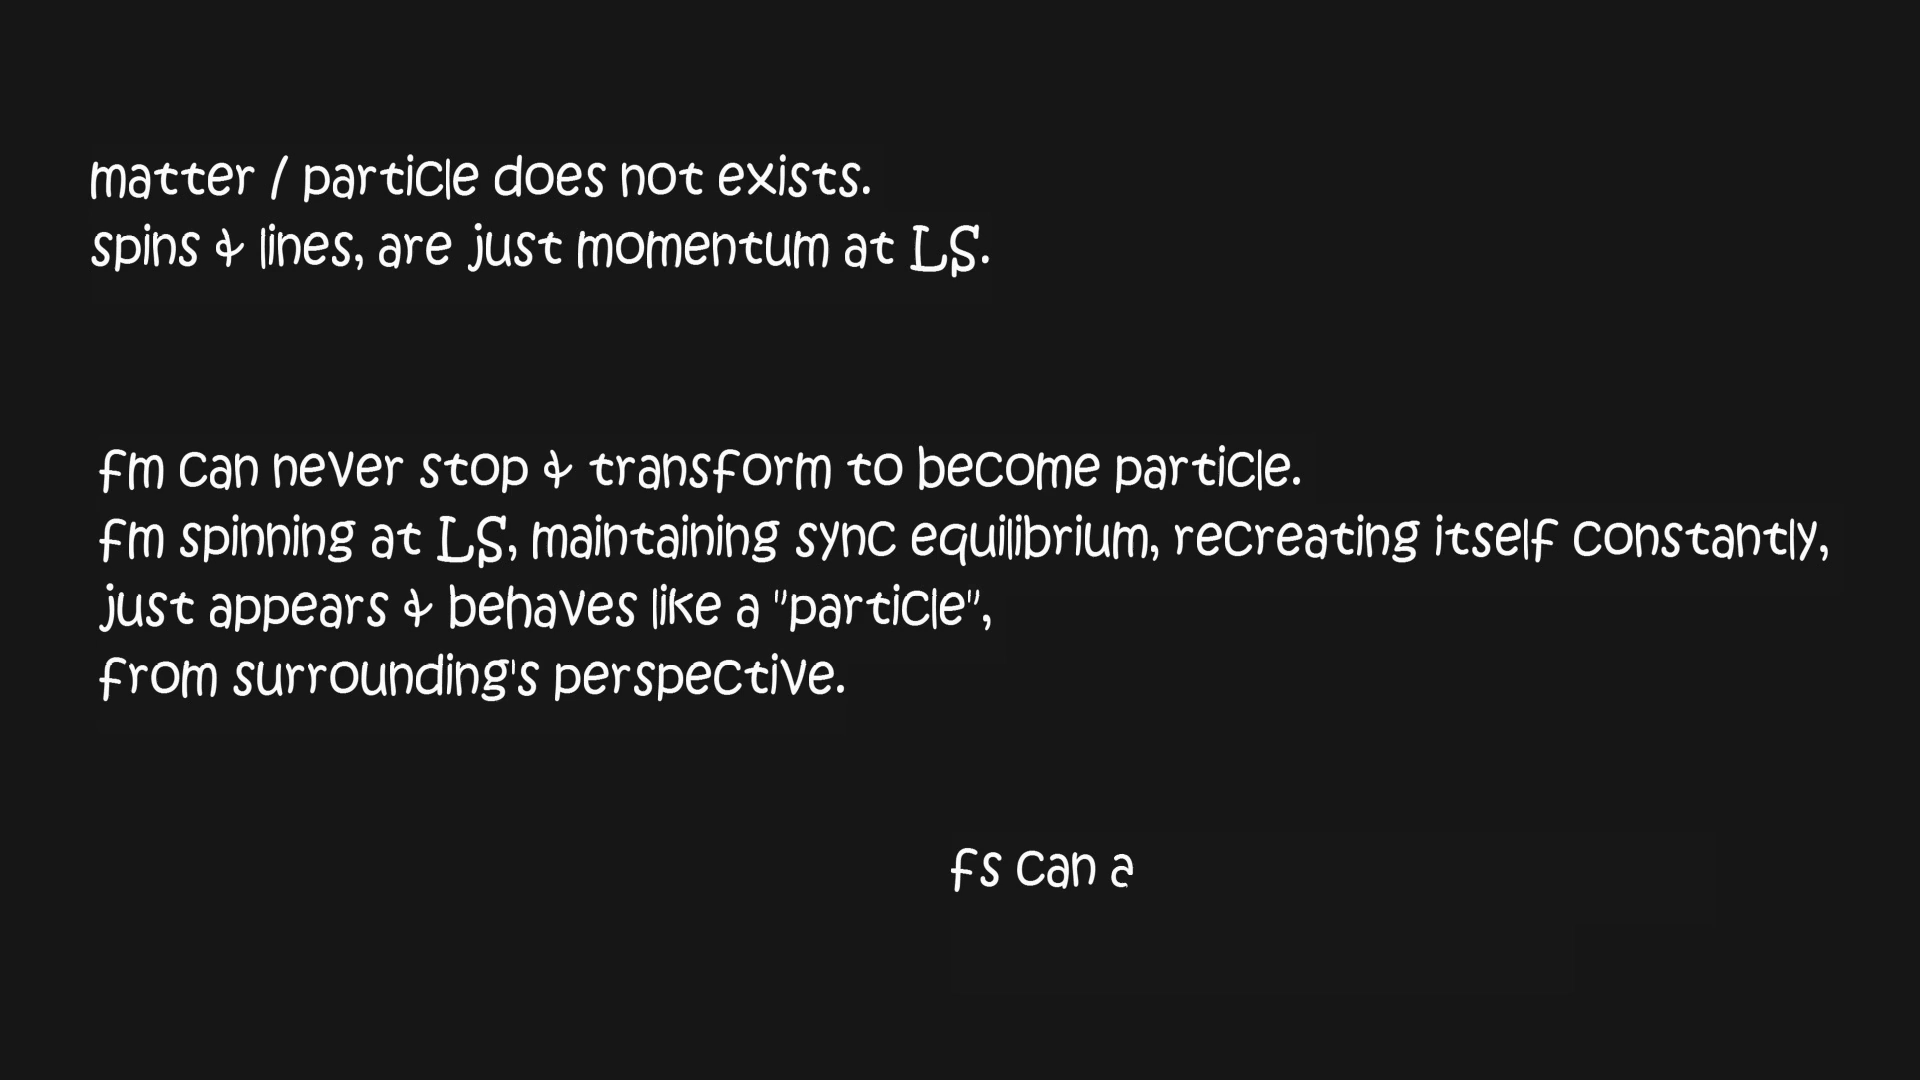 matter / particle does not exists.
spins & lines, are just momentum at LS.
fm can never stop & transform to become particle.
fm spinning at LS, maintaining sync equilibrium, recreating itself constantly,
just appears & behaves like a "particle",
from surrounding's perspective.
fs can a